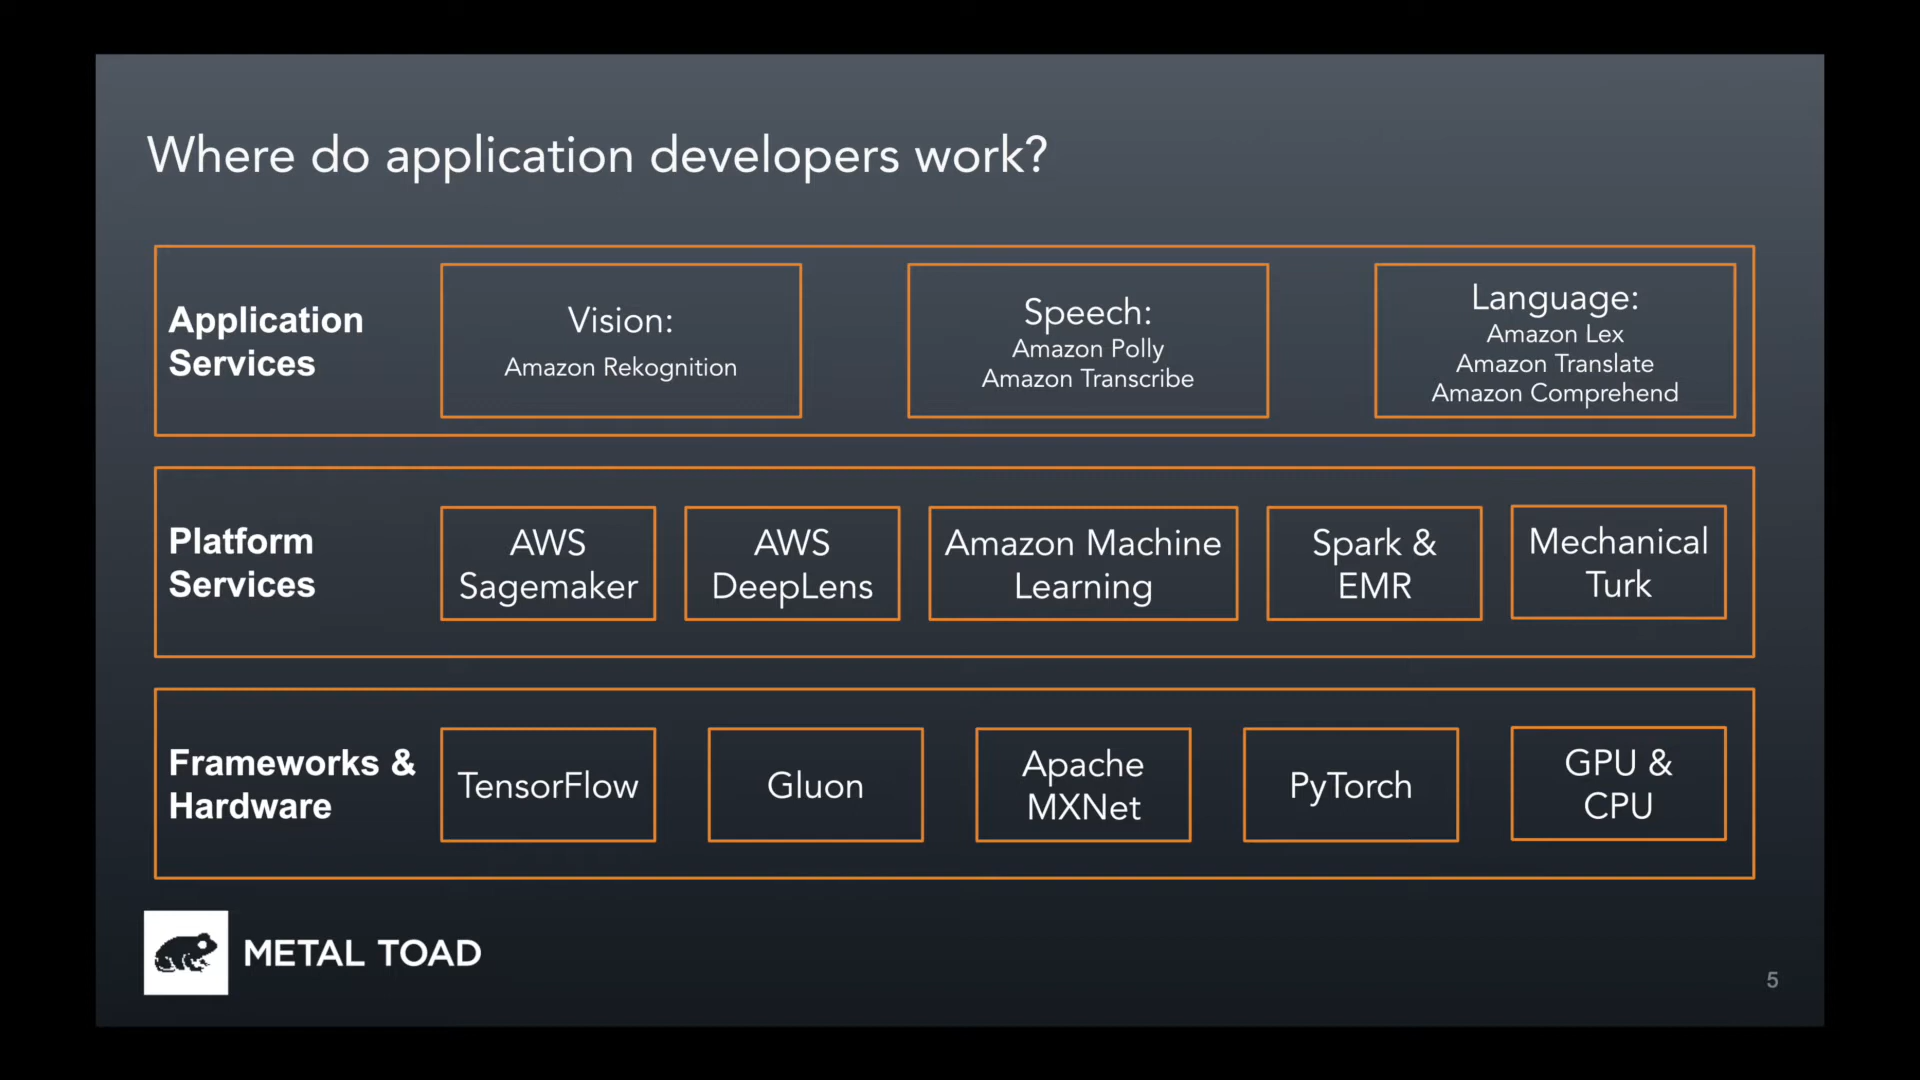 Where do application developers work?
Application
Services
Vision:
Amazon Rekognition
Speech:
Amazon Polly
Amazon Transcribe
Language:
Amazon Lex
Amazon Translate
Amazon Comprehend
Platform
Services
AWS
Sagemaker
AWS
DeepLens
Amazon Machine
Learning
Spark &
EMR
Mechanical
Turk
Frameworks &
Hardware
TensorFlow
Gluon
Apache
MXNet
PyTorch
GPU &
CPU
METAL TOAD
5